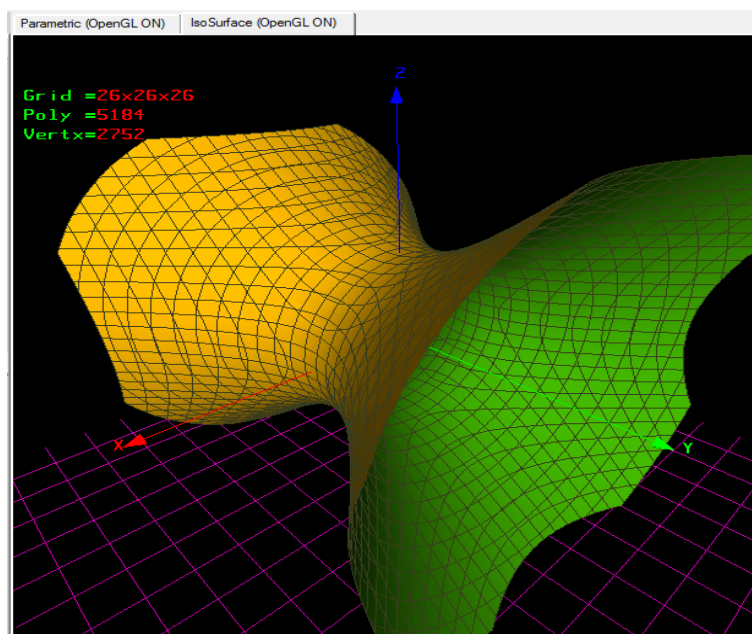 Parametric (OpenGL ON) IsoSurface (OpenGL ON)
Z
Grid =26x26x26
Poly =5184
Vertx=2752
X
Y